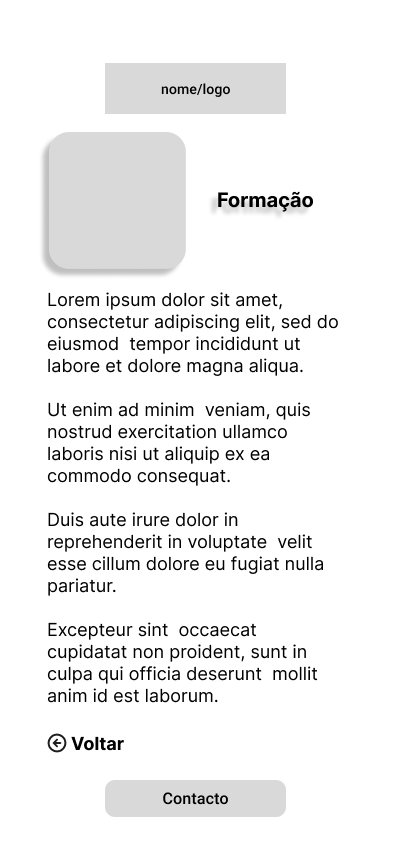 nome/logo
Formação
Lorem ipsum dolor sit amet,
consectetur adipiscing elit, sed do
eiusmod  tempor incididunt ut
labore et dolore magna aliqua.
Ut enim ad minim  veniam, quis
nostrud exercitation ullamco
laboris nisi ut aliquip ex ea
commodo consequat.
Duis aute irure dolor in
reprehenderit in voluptate  velit
esse cillum dolore eu fugiat nulla
pariatur.
Excepteur sint  occaecat
cupidatat non proident, sunt in
culpa qui officia deserunt  mollit
anim id est laborum.
Voltar
Contacto